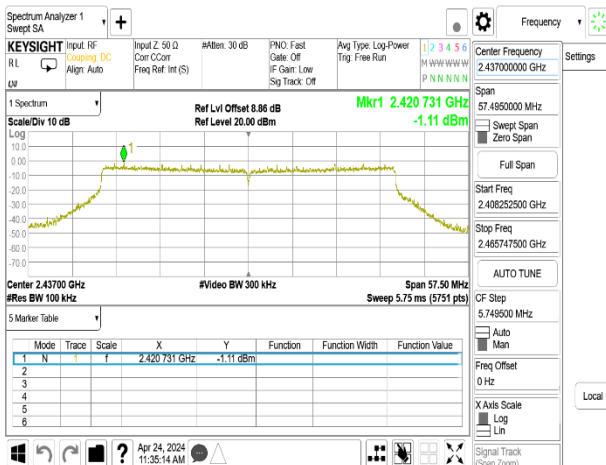 Spectrum Analyzer 1
Swept SA
Frequency
KEYSIGHT Input: RF Input Z: 50 Ω #Atten: 30 dB PNO: Fast Avg Type: Log-Power 1 2 3 4 5 6
RL Coupling: DC Corr CCorr Gate: Off Trig: Free Run M W W W W W
Align: Auto Freq Ref: Int (S) IF Gain: Low
Sig Track: Off P N N N N N
1 Spectrum
Scale/Div 10 dB
Ref Lvl Offset 8.86 dB
Ref Level 20.00 dBm
Mkr1 2.420 731 GHz
-1.11 dBm
Log
10.0
0.00
-10.0
-20.0
-30.0
-40.0
-50.0
-60.0
-70.0
1
Center 2.43700 GHz #Video BW 300 kHz Span 57.50 MHz
#Res BW 100 kHz Sweep 5.75 ms (5751 pts)
5 Marker Table
Mode Trace Scale X Y Function Function Width Function Value
1 N 1 f 2.420 731 GHz -1.11 dBm
2
3
4
5
6
Apr 24, 2024
11:35:14 AM
Center Frequency
2.437000000 GHz
Span
57.4950000 MHz
Swept Span
Zero Span
Full Span
Start Freq
2.408252500 GHz
Stop Freq
2.465747500 GHz
AUTO TUNE
CF Step
5.749500 MHz
Auto
Man
Freq Offset
0 Hz
X Axis Scale
Log
Lin
Signal Track
(Span Zoom)
Settings
Local